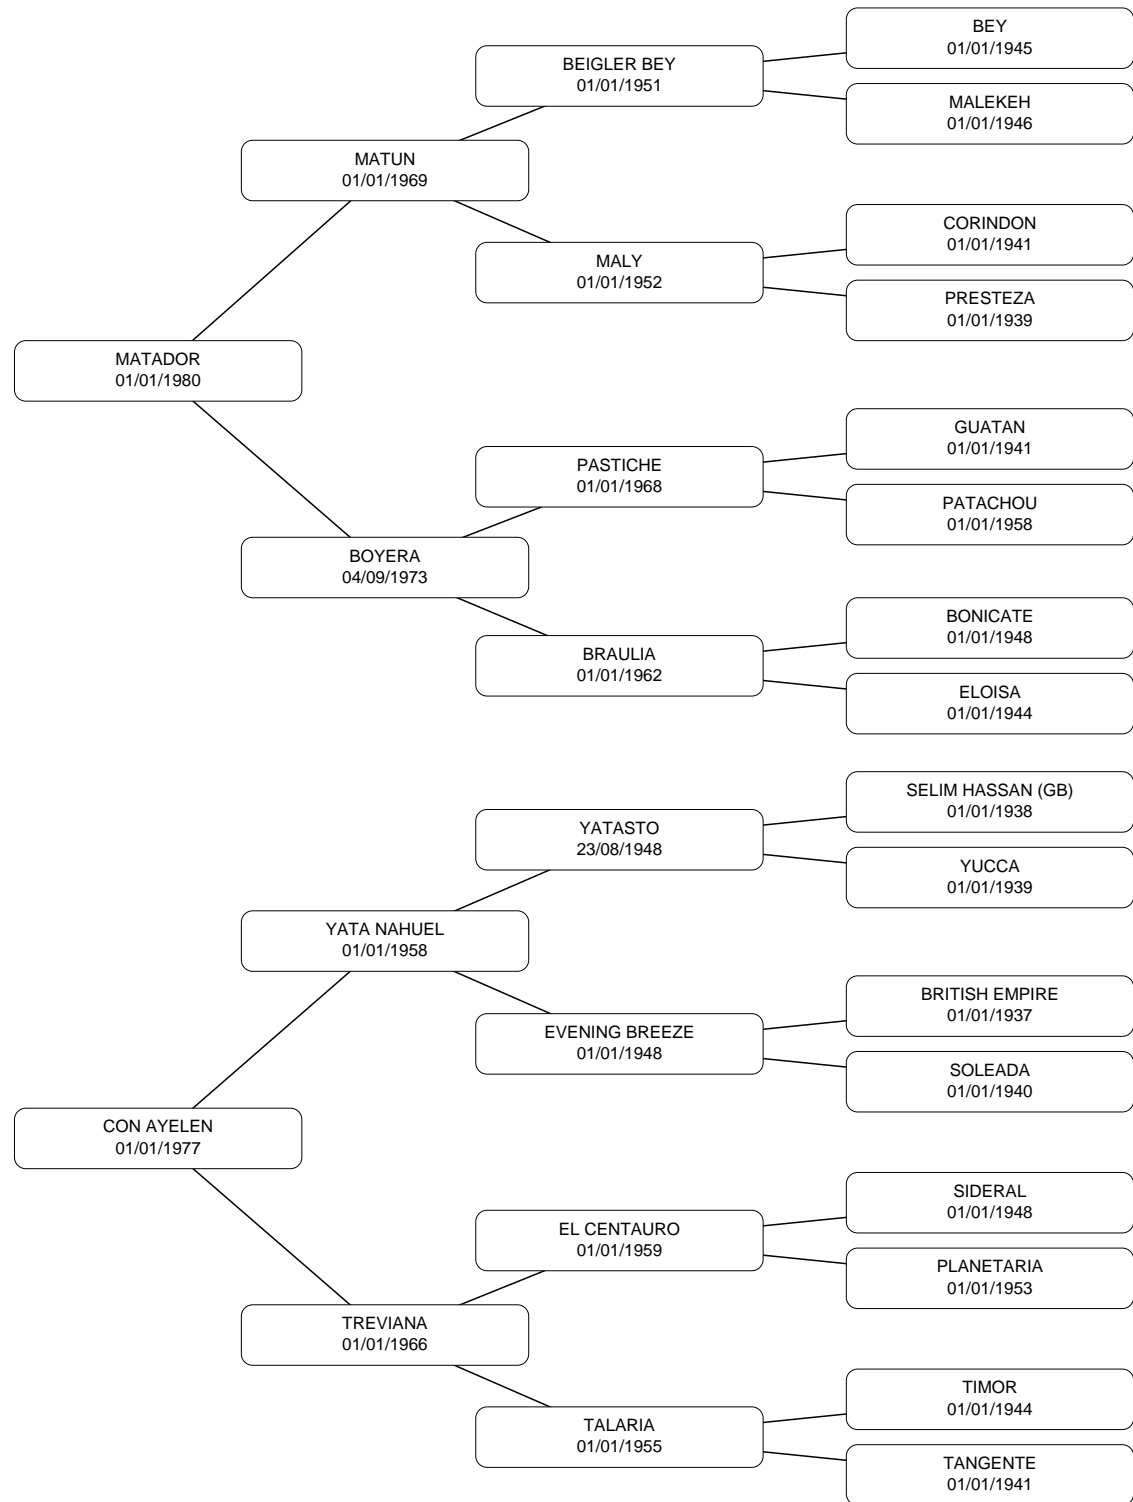 BEY
01/01/1945
BEIGLER BEY
01/01/1951
MALEKEH
01/01/1946
MATUN
01/01/1969
CORINDON
01/01/1941
MALY
01/01/1952
PRESTEZA
01/01/1939
MATADOR
01/01/1980
GUATAN
01/01/1941
PASTICHE
01/01/1968
PATACHOU
01/01/1958
BOYERA
04/09/1973
BONICATE
01/01/1948
BRAULIA
01/01/1962
ELOISA
01/01/1944
SELIM HASSAN (GB)
01/01/1938
YATASTO
23/08/1948
YUCCA
01/01/1939
YATA NAHUEL
01/01/1958
BRITISH EMPIRE
01/01/1937
EVENING BREEZE
01/01/1948
SOLEADA
01/01/1940
CON AYELEN
01/01/1977
SIDERAL
01/01/1948
EL CENTAURO
01/01/1959
PLANETARIA
01/01/1953
TREVIANA
01/01/1966
TIMOR
01/01/1944
TALARIA
01/01/1955
TANGENTE
01/01/1941